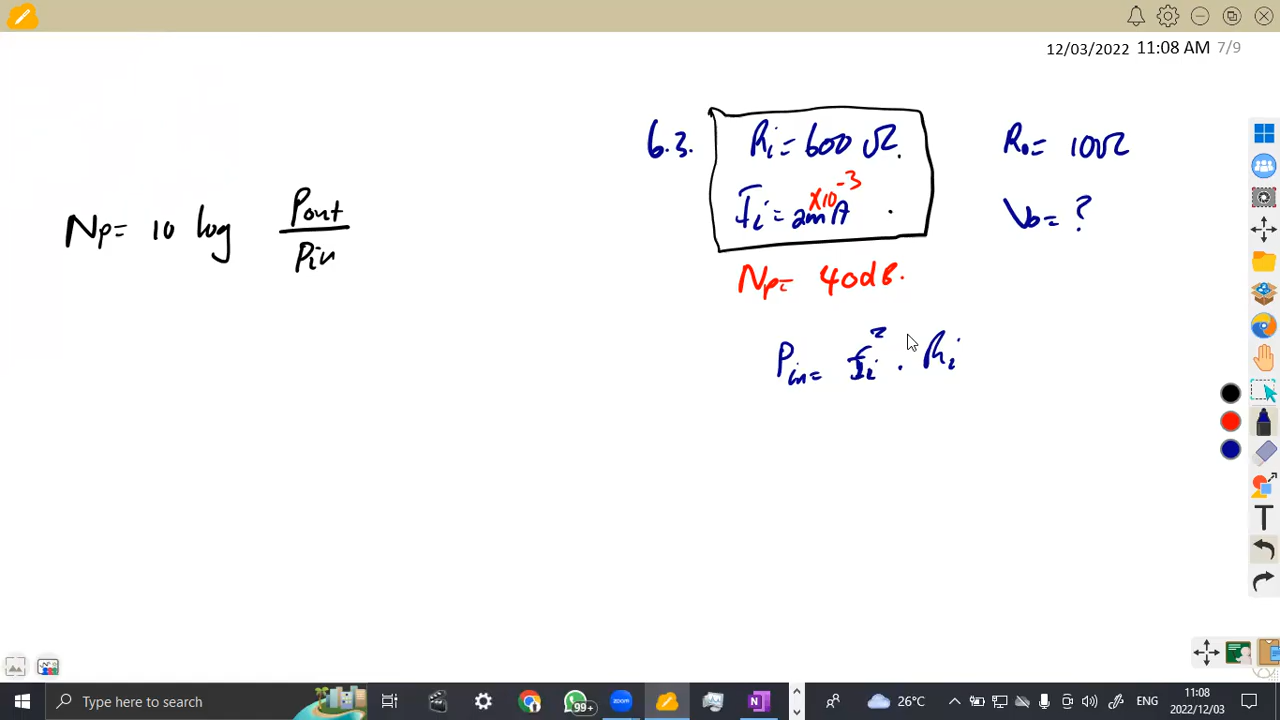 12/03/2022 11:08 AM 7/9
6.3. Ri = 600 Ω. Ro = 10Ω
Ii = 2mA ×10⁻³ Vo = ?
Np = 10 log Pout / Pin
Np = 40dB.
Pin = Ii² . Ri
T
Type here to search
99+
zoom
N
26°C
ENG
11:08
2022/12/03